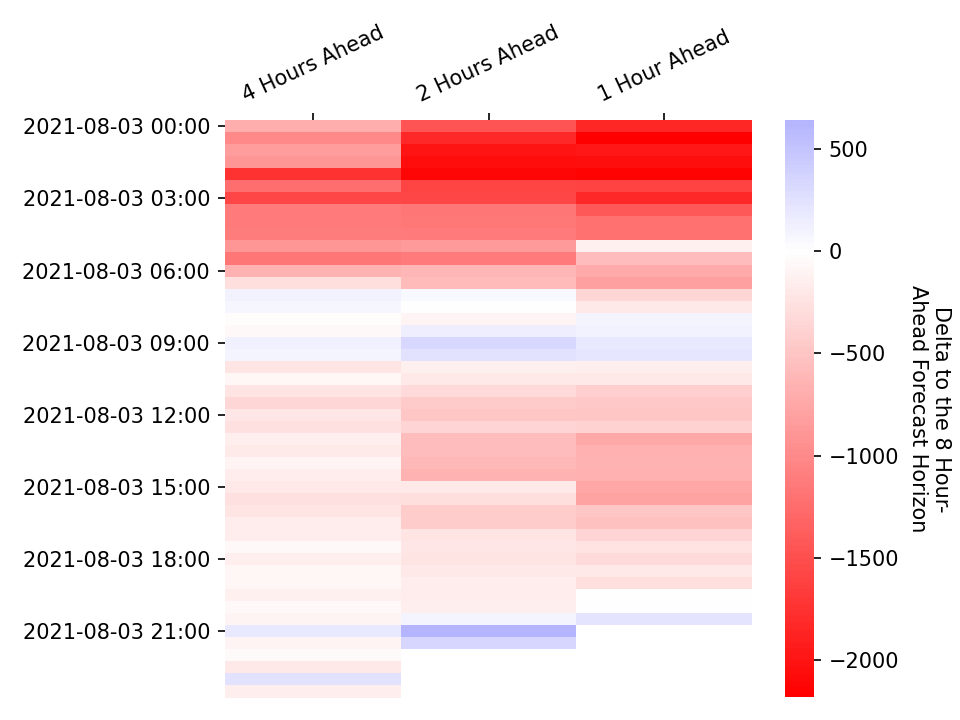 4 Hours Ahead
2 Hours Ahead
1 Hour Ahead
2021-08-03 00:00
2021-08-03 03:00
2021-08-03 06:00
2021-08-03 09:00
2021-08-03 12:00
2021-08-03 15:00
2021-08-03 18:00
2021-08-03 21:00
500
0
−500
−1000
−1500
−2000
Delta to the 8 Hour-
Ahead Forecast Horizon